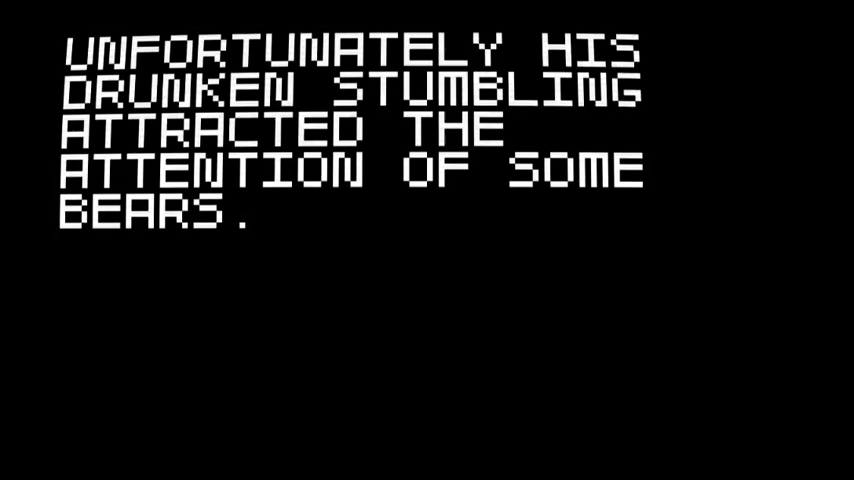 UNFORTUNATELY HIS
DRUNKEN STUMBLING
ATTRACTED THE
ATTENTION OF SOME
BEARS.